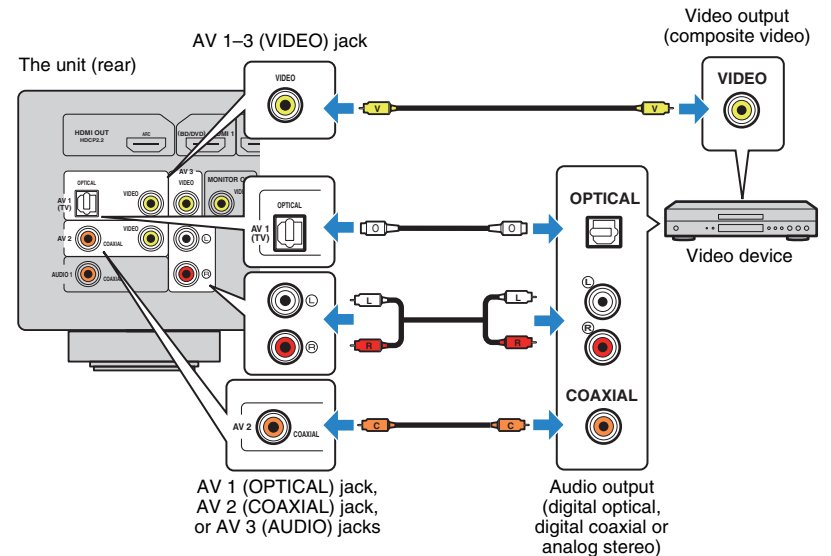 AV 1–3 (VIDEO) jack
Video output
(composite video)
The unit (rear)
VIDEO
V
V
VIDEO
HDMI OUT
HDCP2.2
ARC
(BD/DVD)
HDMI 1
AV 3
OPTICAL
VIDEO
VIDEO
MONITOR O
VID
AV 1
(TV)
OPTICAL
AV 1
(TV)
O
O
OPTICAL
Video device
AV 2
COAXIAL
VIDEO
L
AUDIO 1
COAXIAL
R
L
R
L
R
L
R
L
R
AV 2
COAXIAL
C
C
COAXIAL
AV 1 (OPTICAL) jack,
AV 2 (COAXIAL) jack,
or AV 3 (AUDIO) jacks
Audio output
(digital optical,
digital coaxial or
analog stereo)